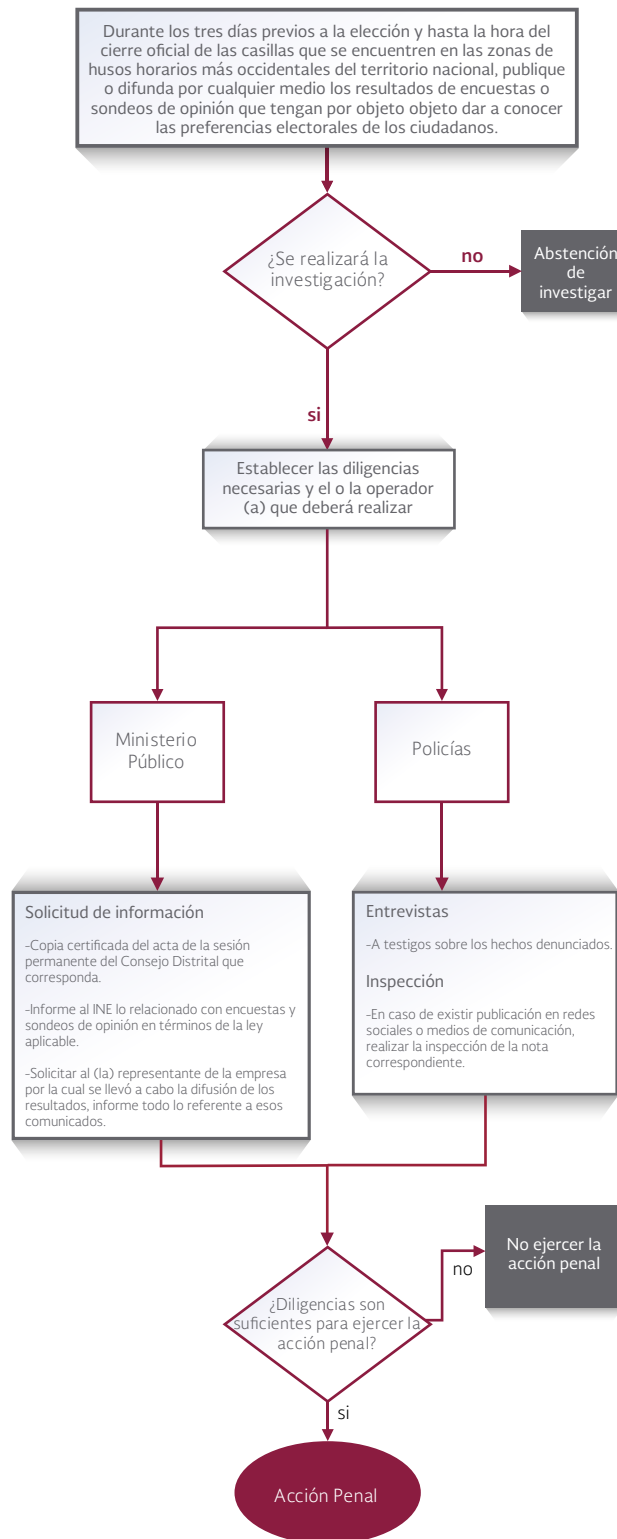 Durante los tres días previos a la elección y hasta la hora del
cierre oficial de las casillas que se encuentren en las zonas de
husos horarios más occidentales del territorio nacional, publique
o difunda por cualquier medio los resultados de encuestas o
sondeos de opinión que tengan por objeto objeto dar a conocer
las preferencias electorales de los ciudadanos.
¿Se realizará la
investigación?
no
Abstención
de
investigar
si
Establecer las diligencias
necesarias y el o la operador
(a) que deberá realizar
Ministerio
Público
Policías
Solicitud de información
-Copia certificada del acta de la sesión
permanente del Consejo Distrital que
corresponda.
-Informe al INE lo relacionado con encuestas y
sondeos de opinión en términos de la ley
aplicable.
-Solicitar al (la) representante de la empresa
por la cual se llevó a cabo la difusión de los
resultados, informe todo lo referente a esos
comunicados.
Entrevistas
-A testigos sobre los hechos denunciados.
Inspección
-En caso de existir publicación en redes
sociales o medios de comunicación,
realizar la inspección de la nota
correspondiente.
¿Diligencias son
suficientes para ejercer la
acción penal?
no
No ejercer la
acción penal
si
Acción Penal